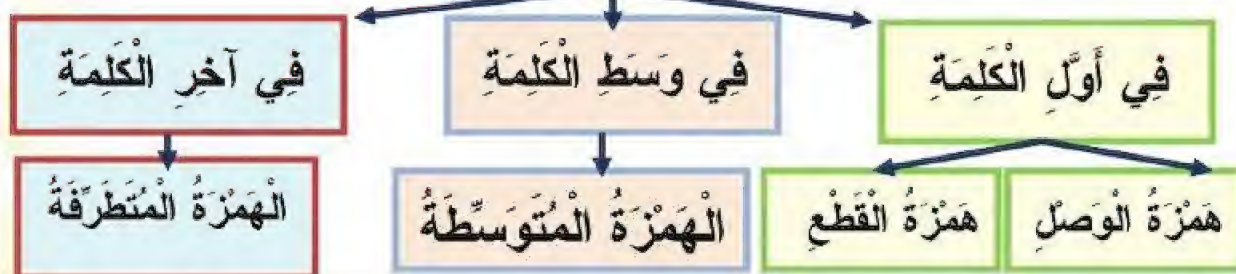 فِي أَوَّلِ الْكَلِمَةِ
فِي وَسَطِ الْكَلِمَةِ
فِي آخِرِ الْكَلِمَةِ
هَمْزَةُ الْوَصْلِ
هَمْزَةُ الْقَطْعِ
الْهَمْزَةُ الْمُتَوَسِّطَةُ
الْهَمْزَةُ الْمُتَطَرِّفَةُ